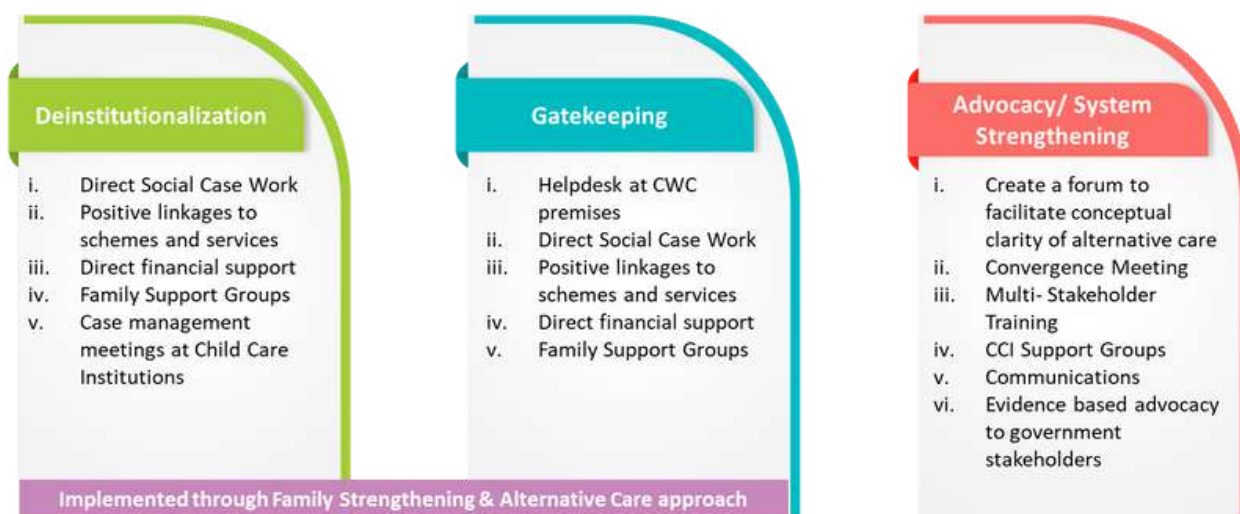 Deinstitutionalization
i. Direct Social Case Work
ii. Positive linkages to
schemes and services
iii. Direct financial support
iv. Family Support Groups
v. Case management
meetings at Child Care
Institutions
Gatekeeping
i. Helpdesk at CWC
premises
ii. Direct Social Case Work
iii. Positive linkages to
schemes and services
iv. Direct financial support
v. Family Support Groups
Advocacy/ System
Strengthening
i. Create a forum to
facilitate conceptual
clarity of alternative care
ii. Convergence Meeting
iii. Multi- Stakeholder
Training
iv. CCI Support Groups
v. Communications
vi. Evidence based advocacy
to government
stakeholders
Implemented through Family Strengthening & Alternative Care approach